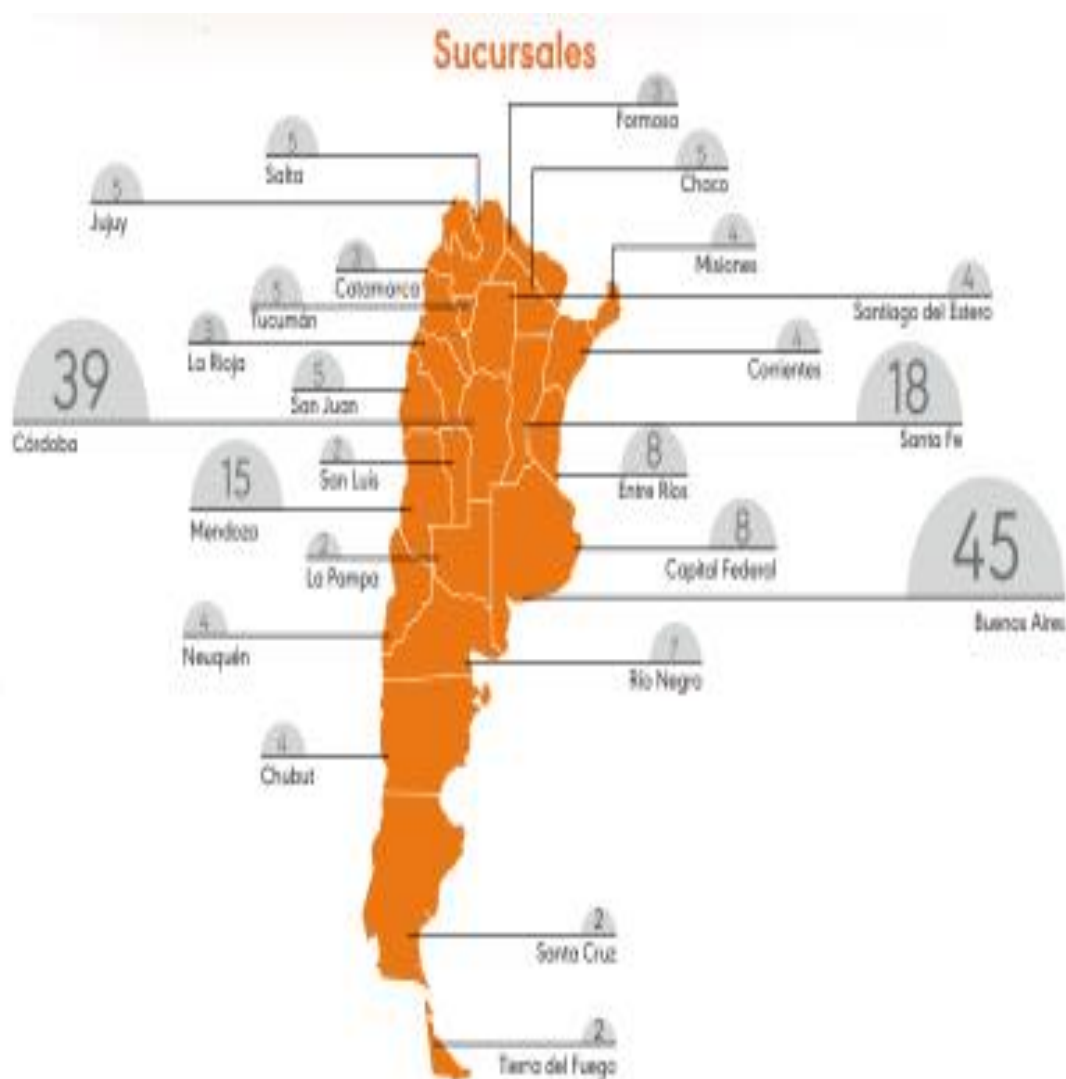 Sucursales
3
Formosa
5
Salta
5
Chaco
5
Jujuy
4
Misiones
3
Catamarca
4
Santiago del Estero
5
Tucumán
3
La Rioja
4
Corrientes
39
Córdoba
5
San Juan
18
Santa Fe
2
San Luis
8
Entre Ríos
15
Mendoza
8
Capital Federal
2
La Pampa
45
Buenos Aires
4
Neuquén
7
Río Negro
4
Chubut
2
Santa Cruz
2
Tierra del Fuego